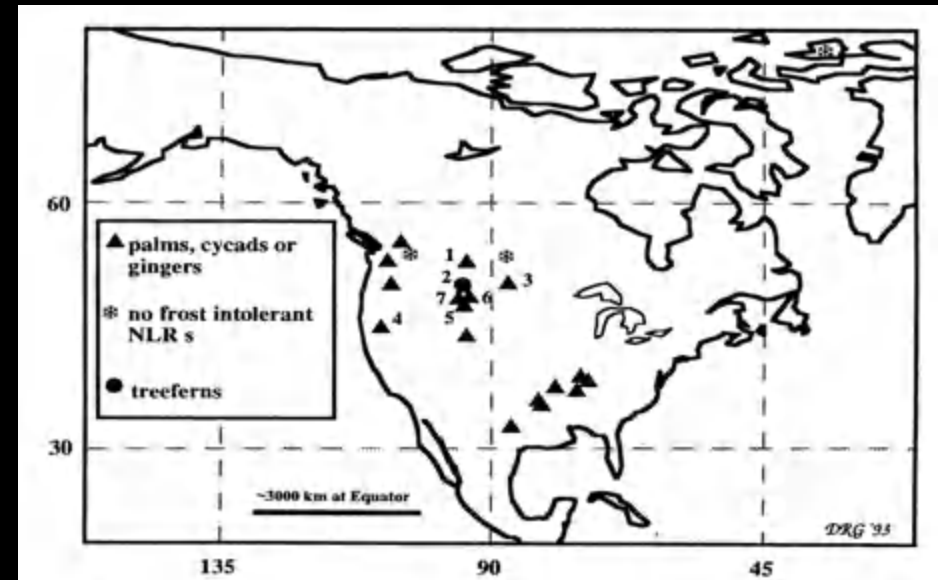 60
▲ palms, cycads or
gingers
❄ no frost intolerant
NLR s
● treeferns
1
2
3
7
6
5
4
30
~3000 km at Equator
DRG '93
135
90
45